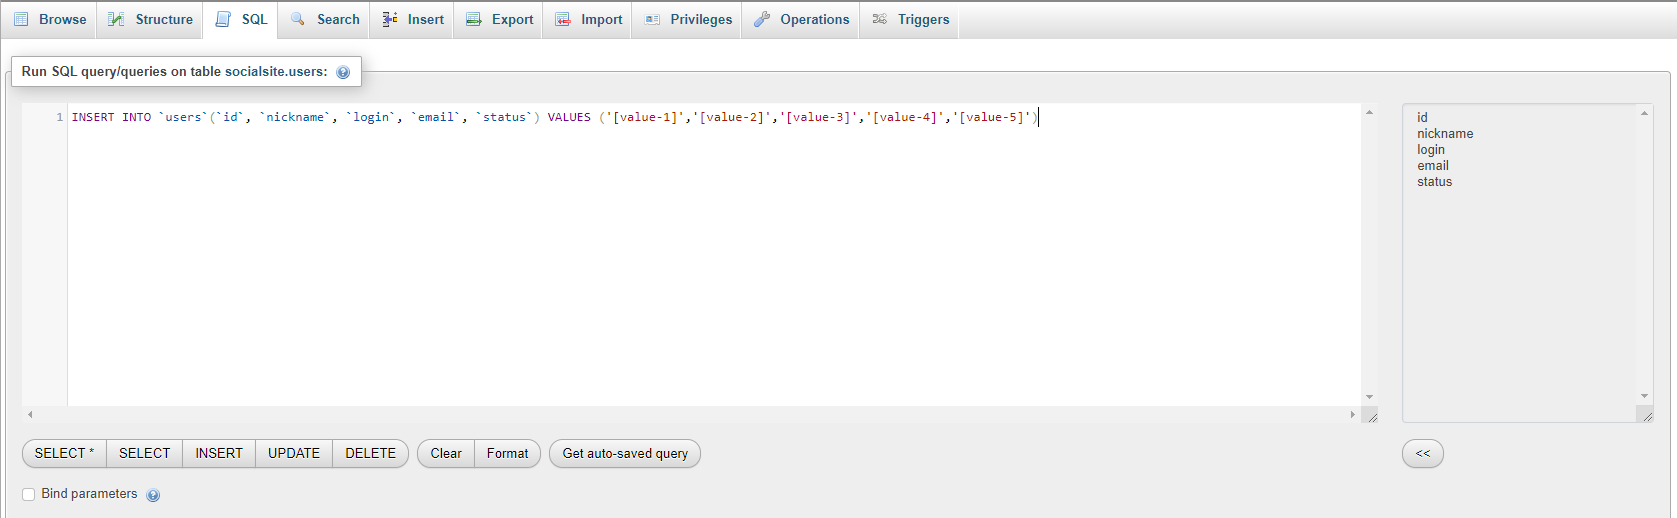 Browse Structure SQL Search Insert Export Import Privileges Operations Triggers
Run SQL query/queries on table socialsite.users:
1 INSERT INTO `users`(`id`, `nickname`, `login`, `email`, `status`) VALUES ('[value-1]','[value-2]','[value-3]','[value-4]','[value-5]')
id
nickname
login
email
status
SELECT * SELECT INSERT UPDATE DELETE Clear Format Get auto-saved query <<
Bind parameters